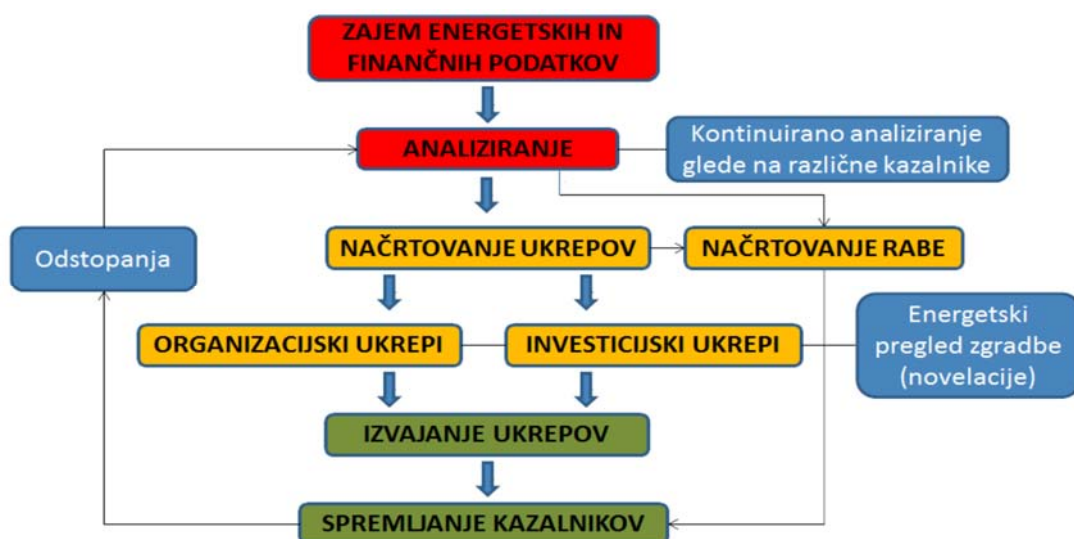 ZAJEM ENERGETSKIH IN
FINANČNIH PODATKOV
ANALIZIRANJE
Kontinuirano analiziranje
glede na različne kazalnike
NAČRTOVANJE UKREPOV
NAČRTOVANJE RABE
Odstopanja
ORGANIZACIJSKI UKREPI
INVESTICIJSKI UKREPI
Energetski
pregled zgradbe
(novelacije)
IZVAJANJE UKREPOV
SPREMLJANJE KAZALNIKOV